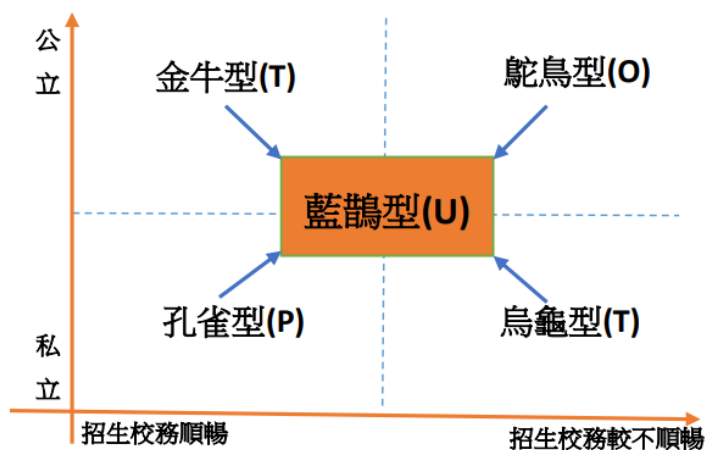 公立
金牛型(T)
鴕鳥型(O)
藍鵲型(U)
孔雀型(P)
烏龜型(T)
私立
招生校務順暢
招生校務較不順暢